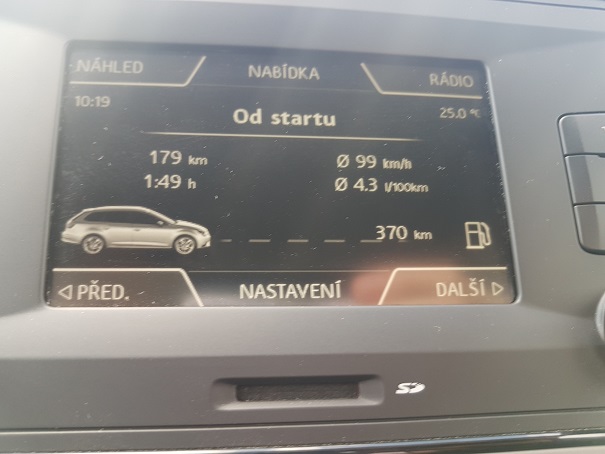 NÁHLED NABÍDKA RÁDIO
10:19 Od startu 25.0 °C
179 km Ø 99 km/h
1:49 h Ø 4.3 l/100km
370 km
◁ PŘED. NASTAVENÍ DALŠÍ ▷
SD